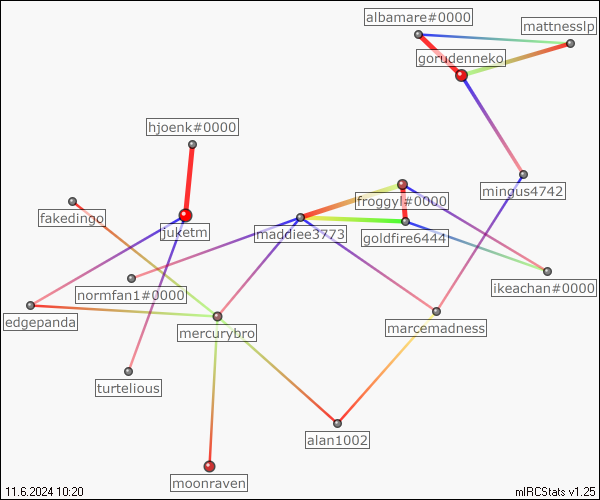 albamare#0000
mattnesslp
gorudenneko
hjoenk#0000
mingus4742
froggyl#0000
fakedingo
juketm
maddiee3773
goldfire6444
normfan1#0000
ikeachan#0000
edgepanda
mercurybro
marcemadness
turtelious
alan1002
moonraven
11.6.2024 10:20
mIRCStats v1.25